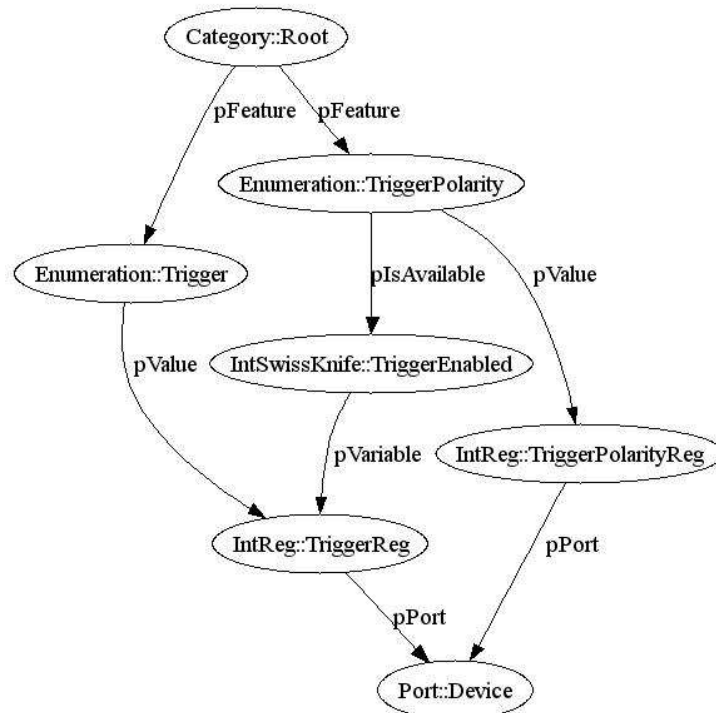 Category::Root
pFeature
pFeature
Enumeration::TriggerPolarity
Enumeration::Trigger
pIsAvailable
pValue
pValue
IntSwissKnife::TriggerEnabled
pVariable
IntReg::TriggerPolarityReg
IntReg::TriggerReg
pPort
pPort
Port::Device